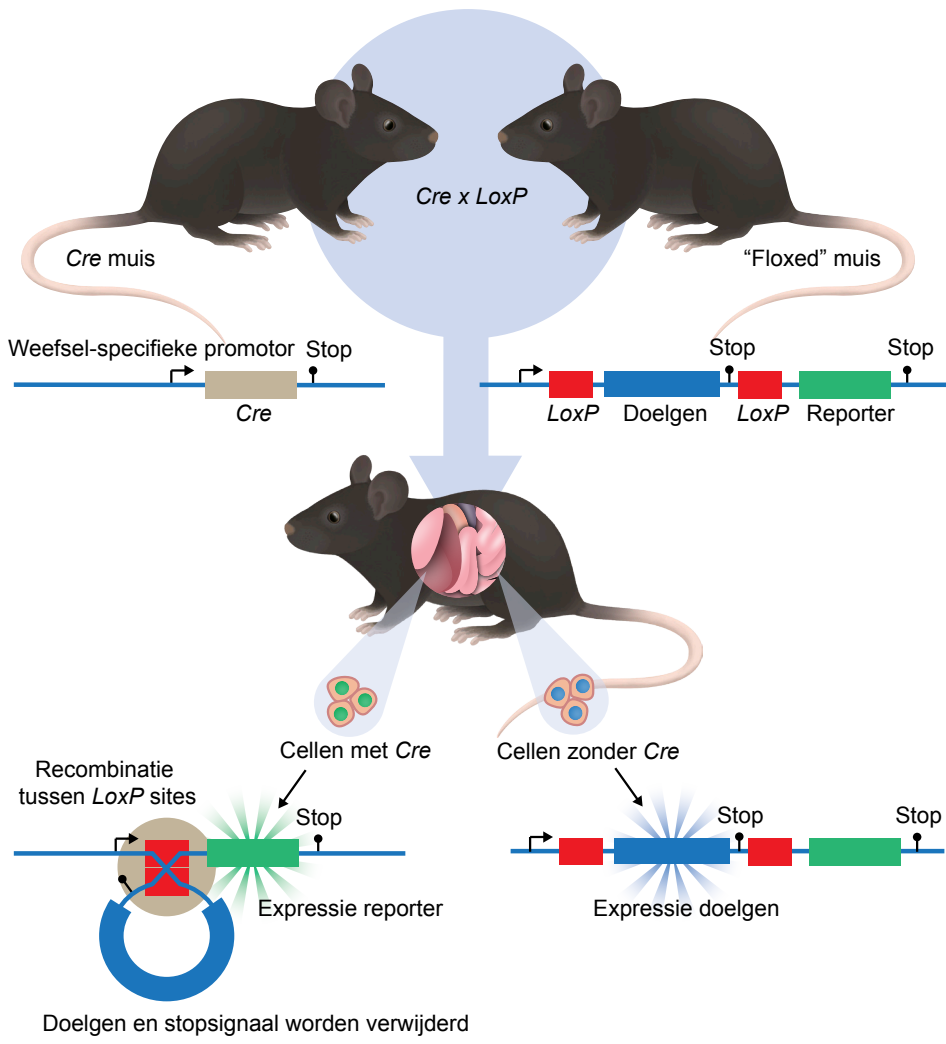 Cre x LoxP
Cre muis
“Floxed” muis
Weefsel-specifieke promotor
Stop
Cre
Stop
Stop
LoxP
Doelgen
LoxP
Reporter
Cellen met Cre
Cellen zonder Cre
Recombinatie
tussen LoxP sites
Stop
Expressie reporter
Doelgen en stopsignaal worden verwijderd
Stop
Stop
Expressie doelgen